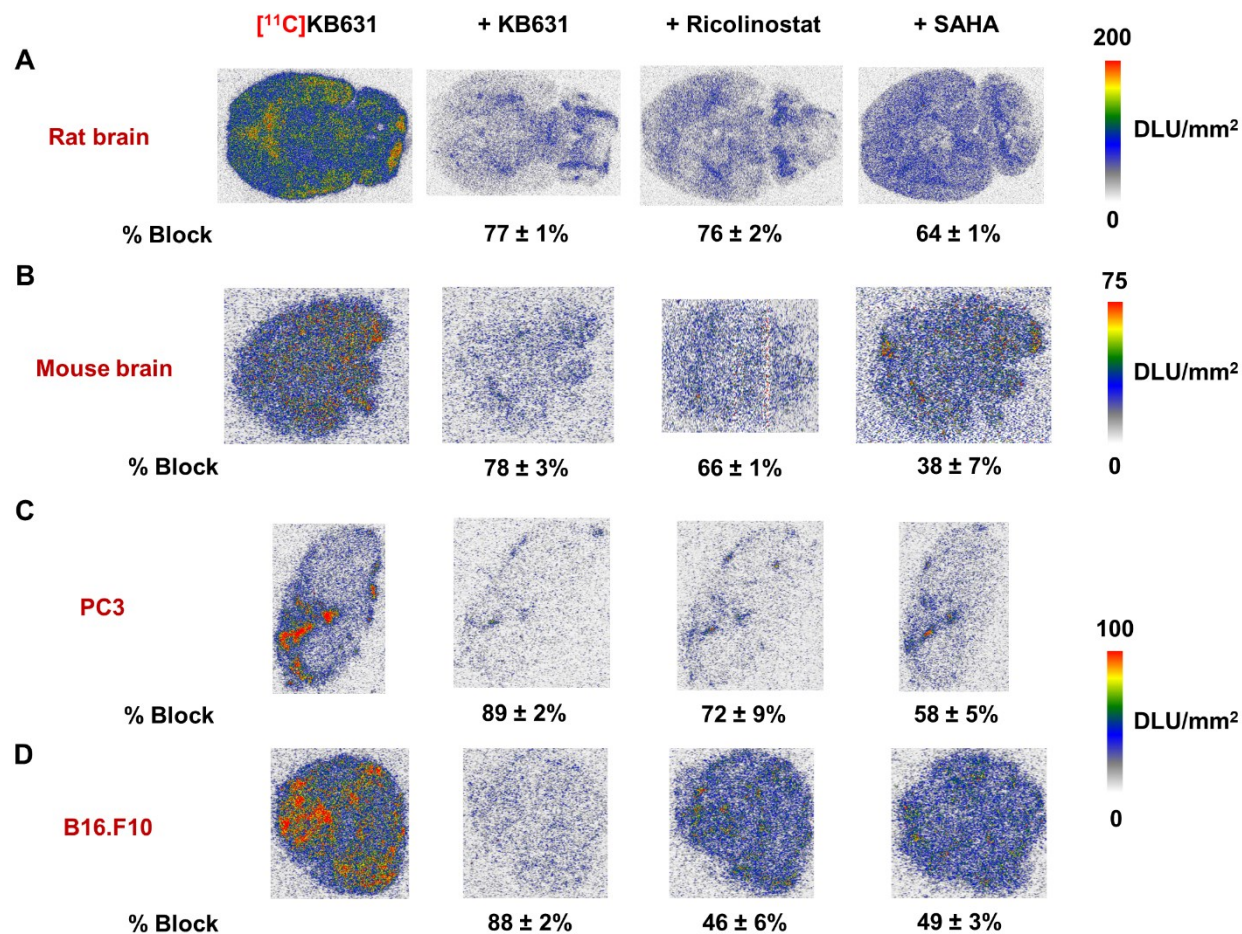 [¹¹C]KB631 + KB631 + Ricolinostat + SAHA
200
A
Rat brain
DLU/mm²
0
% Block 77 ± 1% 76 ± 2% 64 ± 1%
B
75
Mouse brain
DLU/mm²
0
% Block 78 ± 3% 66 ± 1% 38 ± 7%
C
PC3
100
% Block 89 ± 2% 72 ± 9% 58 ± 5%
DLU/mm²
D
B16.F10
0
% Block 88 ± 2% 46 ± 6% 49 ± 3%